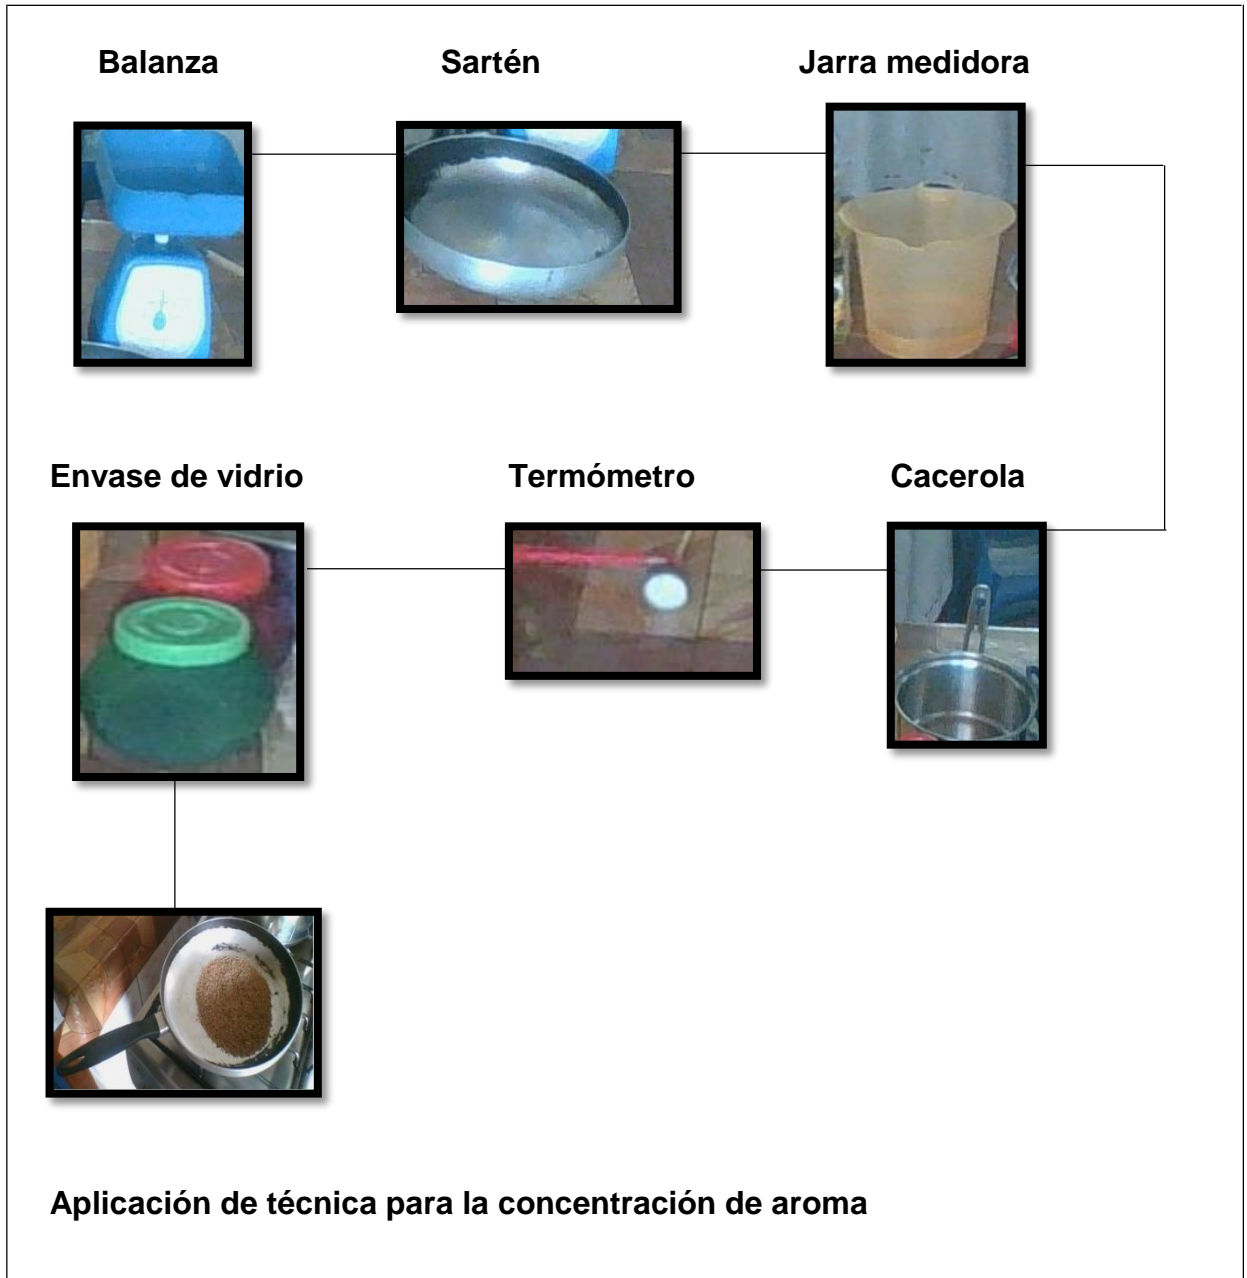 Balanza
Sartén
Jarra medidora
Envase de vidrio
Termómetro
Cacerola
Aplicación de técnica para la concentración de aroma